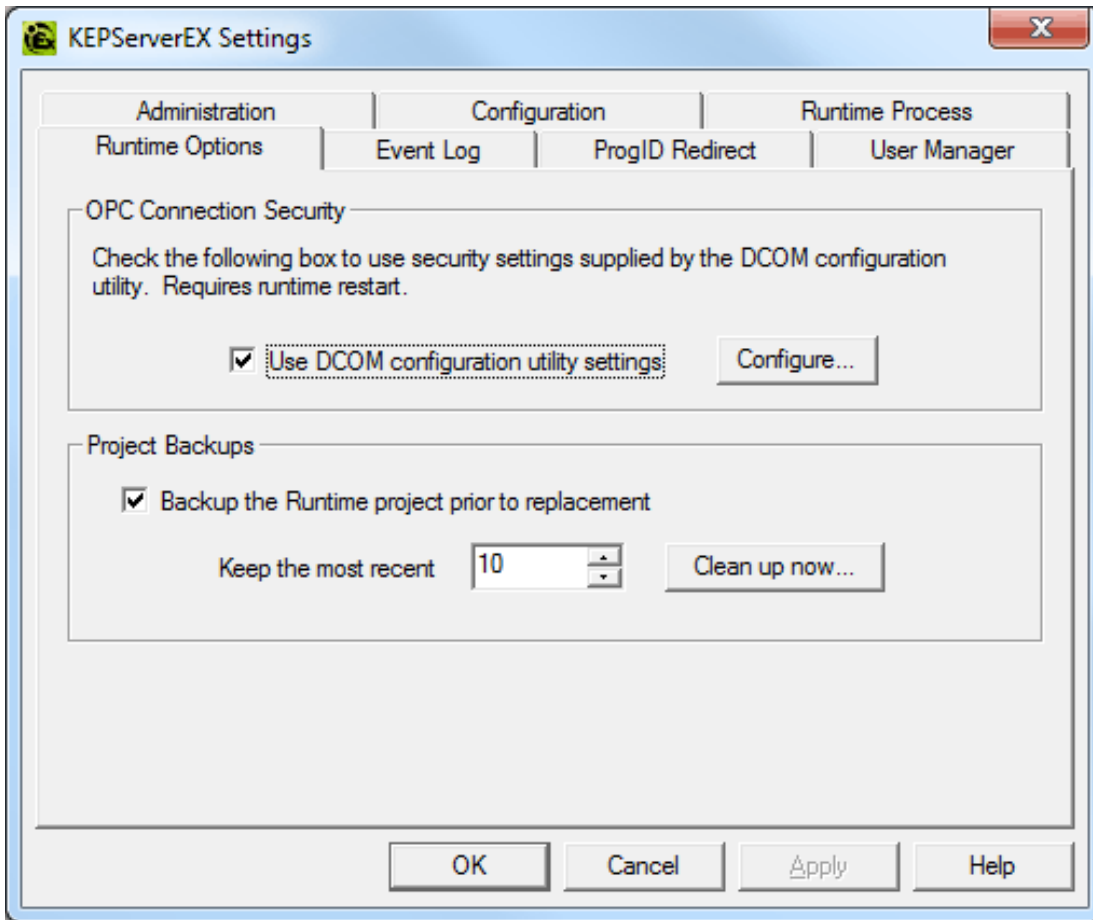 KEPServerEX Settings
Administration
Configuration
Runtime Process
Runtime Options
Event Log
ProgID Redirect
User Manager
OPC Connection Security
Check the following box to use security settings supplied by the DCOM configuration
utility. Requires runtime restart.
Use DCOM configuration utility settings
Configure...
Project Backups
Backup the Runtime project prior to replacement
Keep the most recent
10
Clean up now...
OK
Cancel
Apply
Help